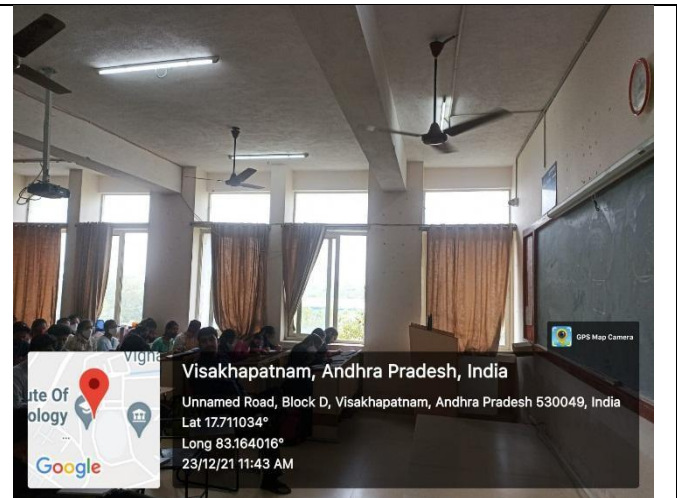 GPS Map Camera
Vigna
ute Of
ology
Google
Visakhapatnam, Andhra Pradesh, India
Unnamed Road, Block D, Visakhapatnam, Andhra Pradesh 530049, India
Lat 17.711034°
Long 83.164016°
23/12/21 11:43 AM